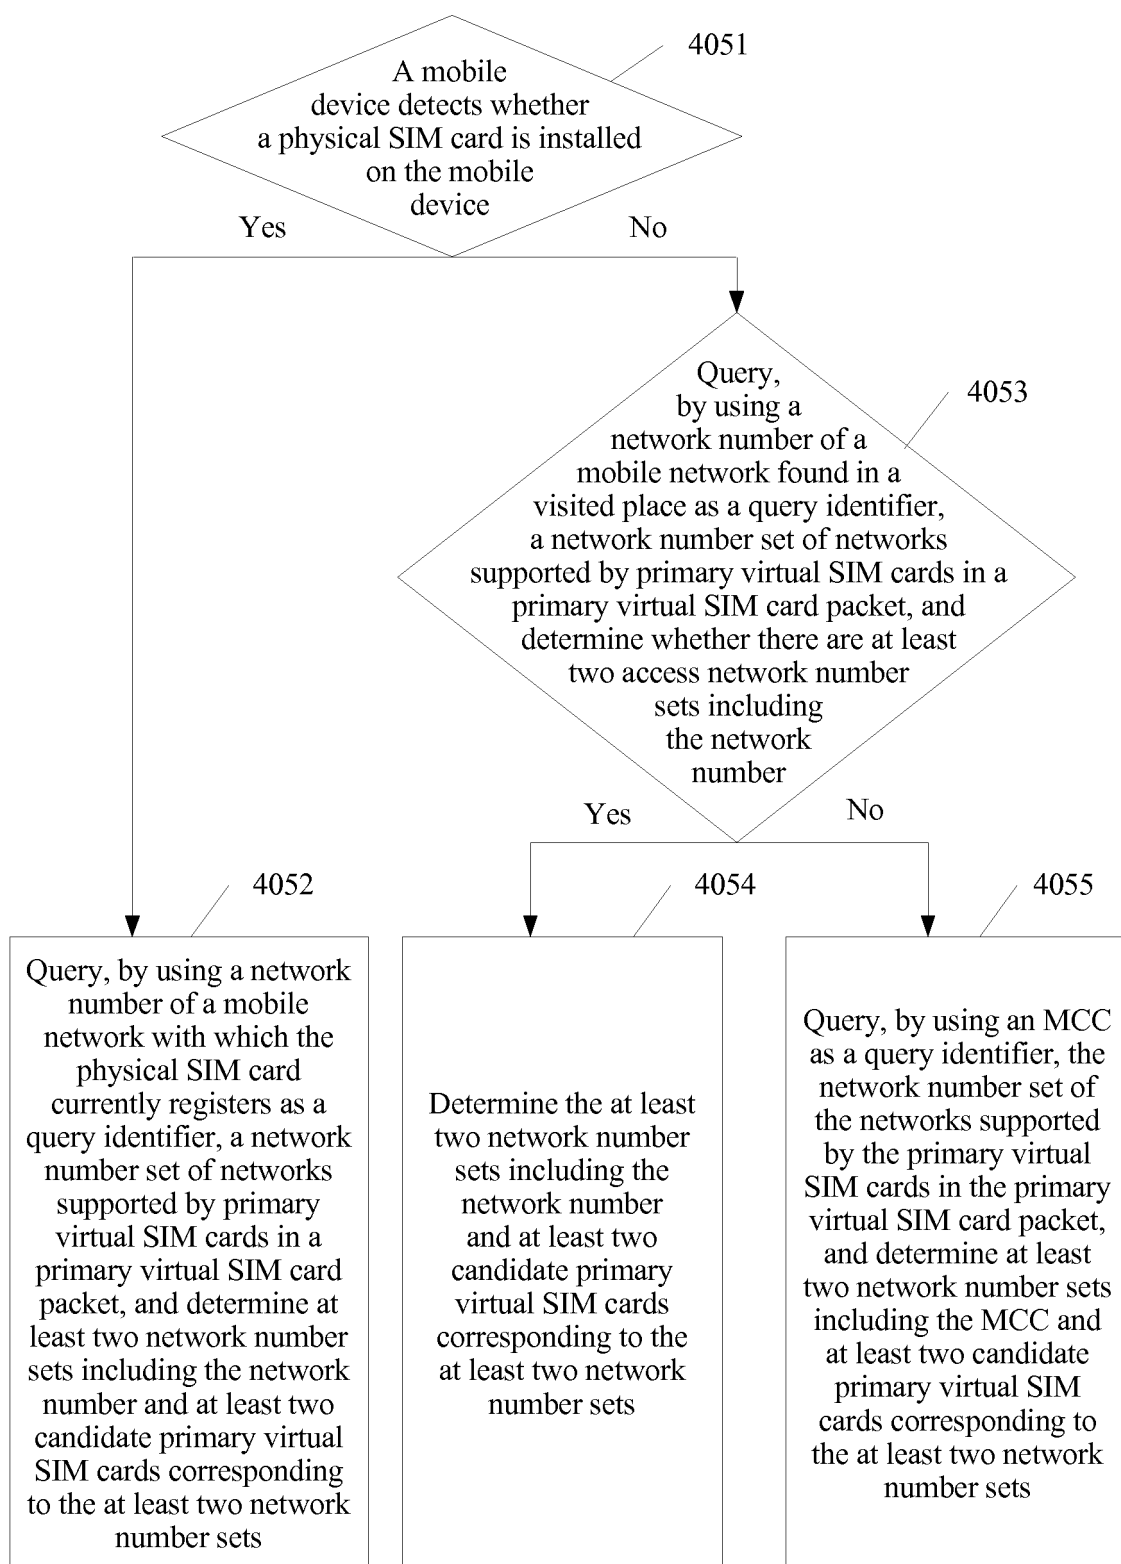 4051
A mobile
device detects whether
a physical SIM card is installed
on the mobile
device
Yes
No
4053
Query,
by using a
network number of a
mobile network found in a
visited place as a query identifier,
a network number set of networks
supported by primary virtual SIM cards in a
primary virtual SIM card packet, and
determine whether there are at least
two access network number
sets including
the network
number
Yes
No
4052
Query, by using a network
number of a mobile
network with which the
physical SIM card
currently registers as a
query identifier, a network
number set of networks
supported by primary
virtual SIM cards in a
primary virtual SIM card
packet, and determine at
least two network number
sets including the network
number and at least two
candidate primary virtual
SIM cards corresponding
to the at least two network
number sets
4054
Determine the at least
two network number
sets including the
network number
and at least two
candidate primary
virtual SIM cards
corresponding to the
at least two network
number sets
4055
Query, by using an MCC
as a query identifier, the
network number set of
the networks supported
by the primary virtual
SIM cards in the primary
virtual SIM card packet,
and determine at least
two network number sets
including the MCC and
at least two candidate
primary virtual SIM
cards corresponding to
the at least two network
number sets